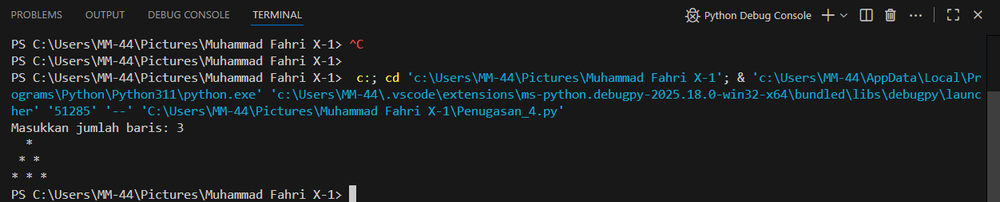 PROBLEMS OUTPUT DEBUG CONSOLE TERMINAL Python Debug Console
PS C:\Users\MM-44\Pictures\Muhammad Fahri X-1> ^C
PS C:\Users\MM-44\Pictures\Muhammad Fahri X-1>
PS C:\Users\MM-44\Pictures\Muhammad Fahri X-1>  c:; cd 'c:\Users\MM-44\Pictures\Muhammad Fahri X-1'; & 'c:\Users\MM-44\AppData\Local\Pr
ograms\Python\Python311\python.exe' 'c:\Users\MM-44\.vscode\extensions\ms-python.debugpy-2025.18.0-win32-x64\bundled\libs\debugpy\launc
her' '51285' '--' 'C:\Users\MM-44\Pictures\Muhammad Fahri X-1\Penugasan_4.py'
Masukkan jumlah baris: 3
  *
 * *
* * *
PS C:\Users\MM-44\Pictures\Muhammad Fahri X-1>